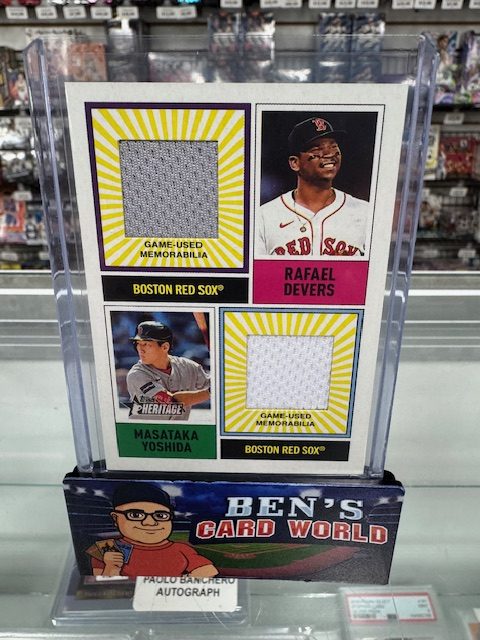 GAME-USED
MEMORABILIA
BOSTON RED SOX®
B
RED SOX
RAFAEL
DEVERS
HERITAGE
MASATAKA
YOSHIDA
GAME-USED
MEMORABILIA
BOSTON RED SOX®
BEN'S
CARD WORLD
PAOLO BANCHERO
AUTOGRAPH